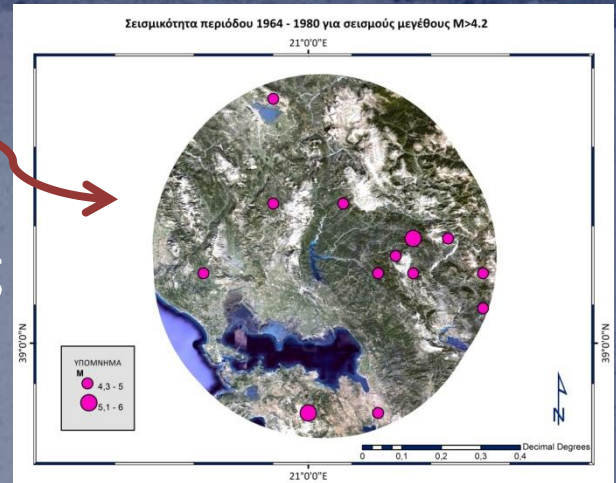 Σεισμικότητα περιόδου 1964 - 1980 για σεισμούς μεγέθους M>4.2
21°0'0"E
39°0'0"N
39°0'0"N
ΥΠΟΜΝΗΜΑ
M
4,3 - 5
5,1 - 6
N
Decimal Degrees
0 0,1 0,2 0,3 0,4
21°0'0"E